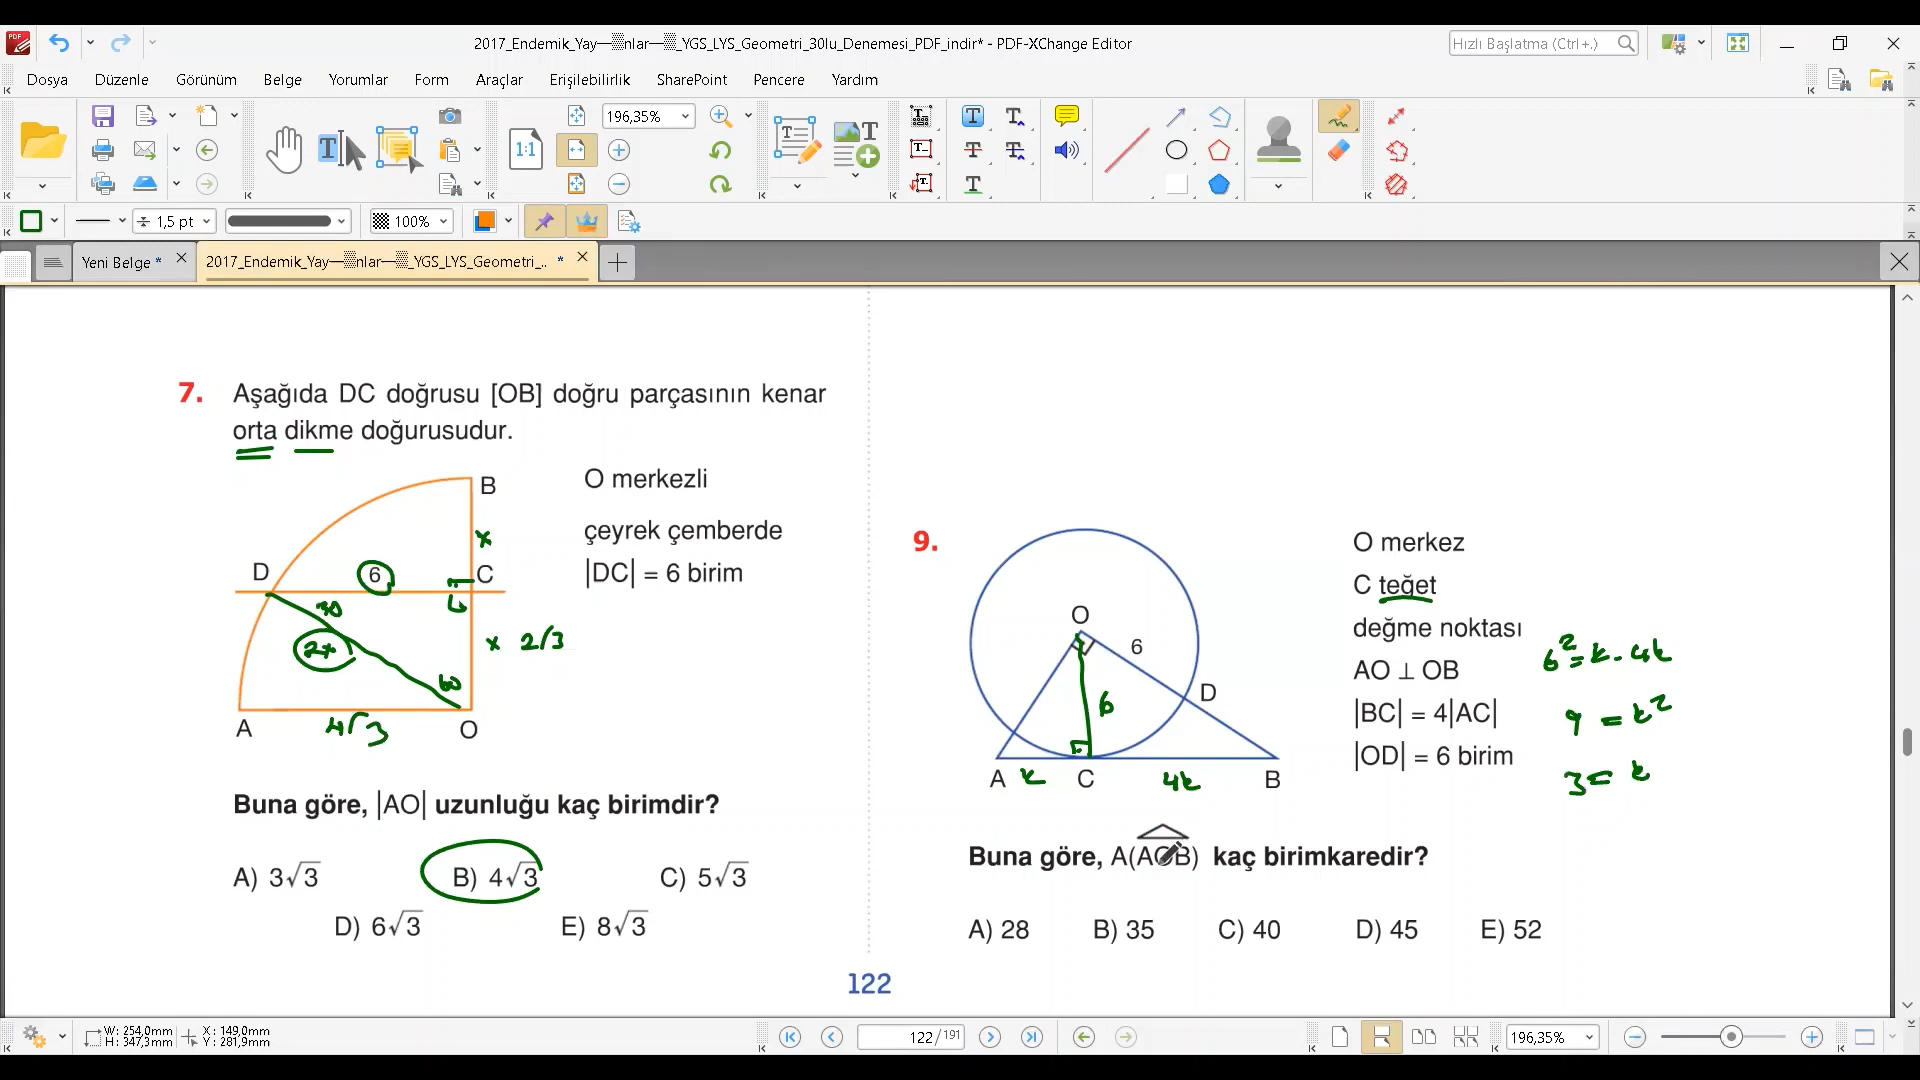 2017_Endemik_Yay—▒nlar—▒_YGS_LYS_Geometri_30lu_Denemesi_PDF_indir* - PDF-XChange Editor
Hızlı Başlatma (Ctrl+.)
Dosya Düzenle Görünüm Belge Yorumlar Form Araçlar Erişilebilirlik SharePoint Pencere Yardım
196,35%
1:1
1,5 pt
100%
Yeni Belge *
2017_Endemik_Yay—▒nlar—▒_YGS_LYS_Geometri_.. *
7. Aşağıda DC doğrusu [OB] doğru parçasının kenar
orta dikme doğurusudur.
B
O merkezli
çeyrek çemberde
|DC| = 6 birim
x
D
6
C
30
2x
x 2√3
60
A
4√3
O
Buna göre, |AO| uzunluğu kaç birimdir?
A) 3√3 B) 4√3 C) 5√3
D) 6√3 E) 8√3
9.
O merkez
C teğet
değme noktası
AO ⊥ OB
|BC| = 4|AC|
|OD| = 6 birim
O
6
D
6
A k C 4k B
6² = k . 4k
9 = k²
3 = k
Buna göre, A(AOB) kaç birimkaredir?
A) 28 B) 35 C) 40 D) 45 E) 52
122
W: 254,0mm
H: 347,3mm
X: 149,0mm
Y: 281,9mm
122/191
196,35%